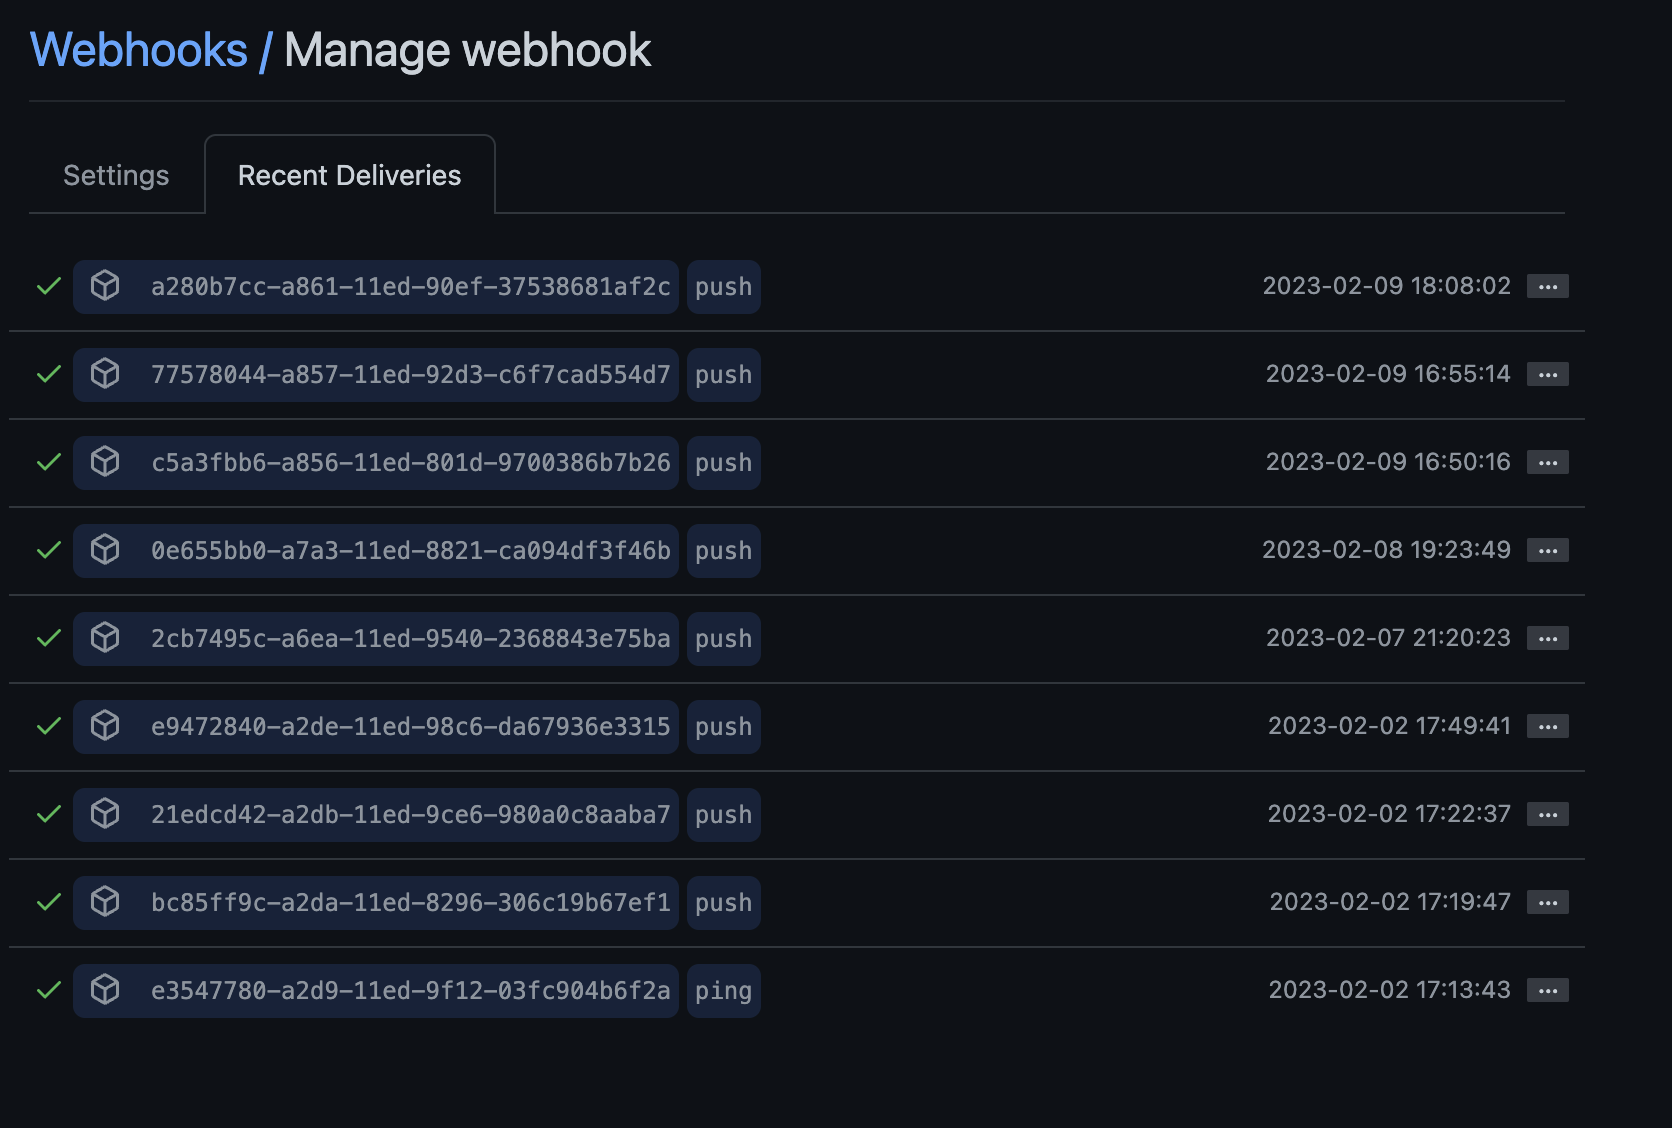 Webhooks / Manage webhook
Settings Recent Deliveries
a280b7cc-a861-11ed-90ef-37538681af2c push 2023-02-09 18:08:02 ...
77578044-a857-11ed-92d3-c6f7cad554d7 push 2023-02-09 16:55:14 ...
c5a3fbb6-a856-11ed-801d-9700386b7b26 push 2023-02-09 16:50:16 ...
0e655bb0-a7a3-11ed-8821-ca094df3f46b push 2023-02-08 19:23:49 ...
2cb7495c-a6ea-11ed-9540-2368843e75ba push 2023-02-07 21:20:23 ...
e9472840-a2de-11ed-98c6-da67936e3315 push 2023-02-02 17:49:41 ...
21edcd42-a2db-11ed-9ce6-980a0c8aaba7 push 2023-02-02 17:22:37 ...
bc85ff9c-a2da-11ed-8296-306c19b67ef1 push 2023-02-02 17:19:47 ...
e3547780-a2d9-11ed-9f12-03fc904b6f2a ping 2023-02-02 17:13:43 ...